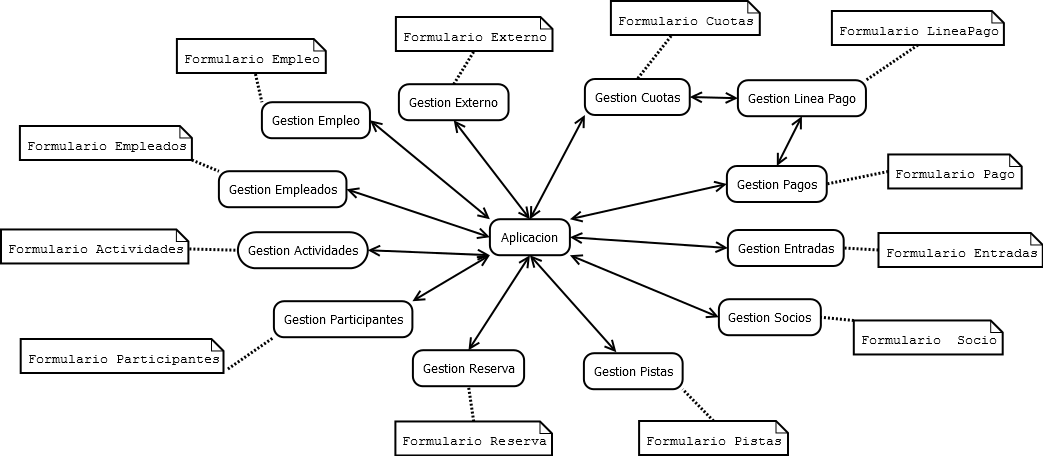 Formulario Cuotas
Formulario LineaPago
Formulario Externo
Formulario Empleo
Gestion Cuotas
Gestion Linea Pago
Gestion Externo
Gestion Empleo
Formulario Empleados
Formulario Pago
Gestion Empleados
Gestion Pagos
Aplicacion
Formulario Actividades
Gestion Actividades
Gestion Entradas
Formulario Entradas
Gestion Participantes
Gestion Socios
Formulario  Socio
Formulario Participantes
Gestion Reserva
Gestion Pistas
Formulario Reserva
Formulario Pistas